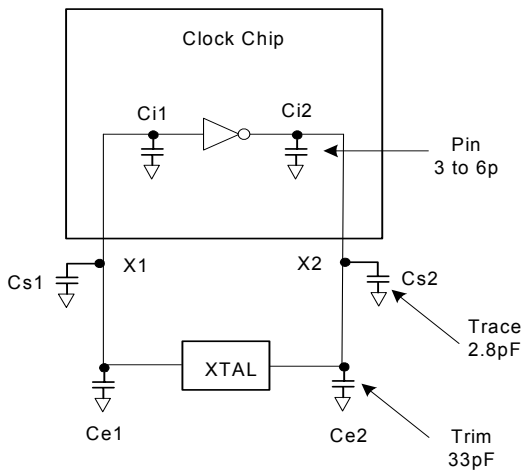 Clock Chip
Ci1
Ci2
Pin
3 to 6p
X1
X2
Cs1
Cs2
Trace
2.8pF
XTAL
Ce1
Ce2
Trim
33pF